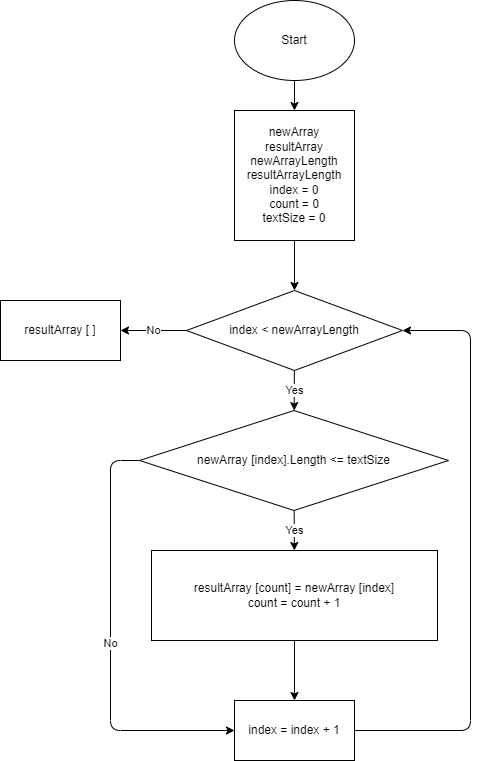 Start
newArray
resultArray
newArrayLength
resultArrayLength
index = 0
count = 0
textSize = 0
index < newArrayLength
No
resultArray [ ]
Yes
newArray [index].Length <= textSize
Yes
resultArray [count] = newArray [index]
count = count + 1
No
index = index + 1